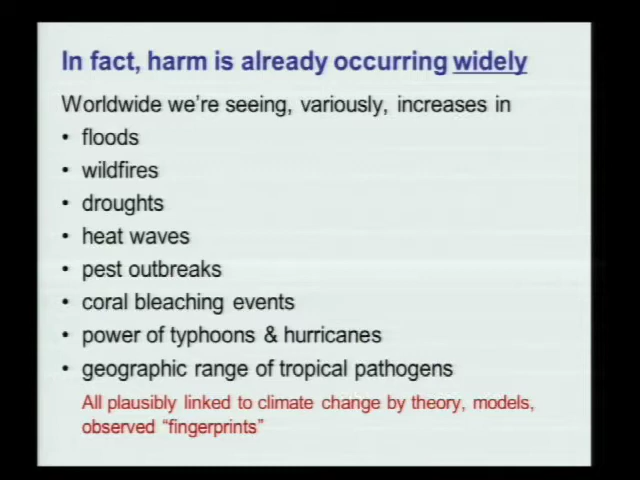 In fact, harm is already occurring widely
Worldwide we're seeing, variously, increases in
• floods
• wildfires
• droughts
• heat waves
• pest outbreaks
• coral bleaching events
• power of typhoons & hurricanes
• geographic range of tropical pathogens
All plausibly linked to climate change by theory, models,
observed "fingerprints"